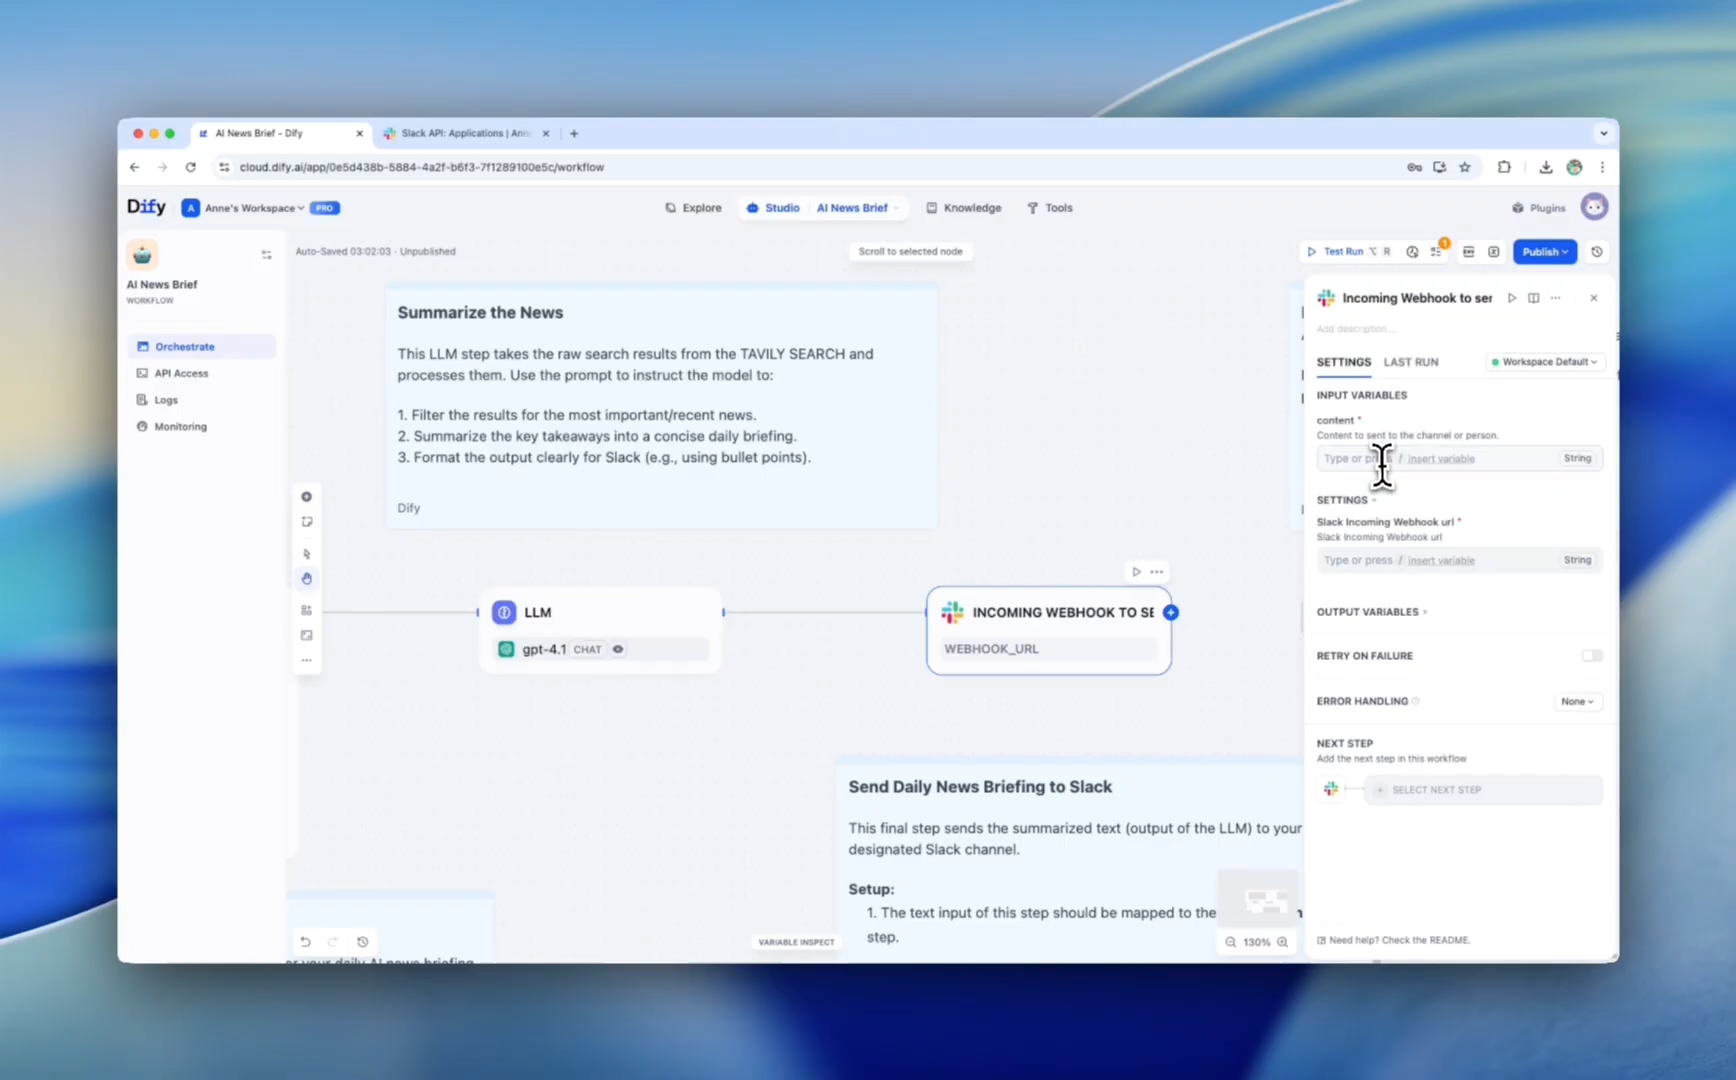 AI News Brief - Dify
Slack API: Applications | Ann
cloud.dify.ai/app/0e5d438b-5884-4a2f-b6f3-7f1289100e5c/workflow
Dify
A Anne's Workspace PRO
Explore
Studio / AI News Brief
Knowledge
Tools
Plugins
AI News Brief
WORKFLOW
Orchestrate
API Access
Logs
Monitoring
Auto-Saved 03:02:03 · Unpublished
Scroll to selected node
Test Run ⌥ R
1
Publish
Summarize the News
This LLM step takes the raw search results from the TAVILY SEARCH and
processes them. Use the prompt to instruct the model to:
1. Filter the results for the most important/recent news.
2. Summarize the key takeaways into a concise daily briefing.
3. Format the output clearly for Slack (e.g., using bullet points).
Dify
LLM
gpt-4.1 CHAT
INCOMING WEBHOOK TO SE
WEBHOOK_URL
Send Daily News Briefing to Slack
This final step sends the summarized text (output of the LLM) to your
designated Slack channel.
Setup:
1. The text input of this step should be mapped to the
step.
er your daily AI news briefing
VARIABLE INSPECT
130%
Incoming Webhook to ser
Add description...
SETTINGS
LAST RUN
Workspace Default
INPUT VARIABLES
content *
Content to sent to the channel or person.
Type or press / insert variable
String
SETTINGS
Slack Incoming Webhook url *
Slack Incoming Webhook url
Type or press / insert variable
String
OUTPUT VARIABLES
RETRY ON FAILURE
ERROR HANDLING
None
NEXT STEP
Add the next step in this workflow
+ SELECT NEXT STEP
Need help? Check the README.